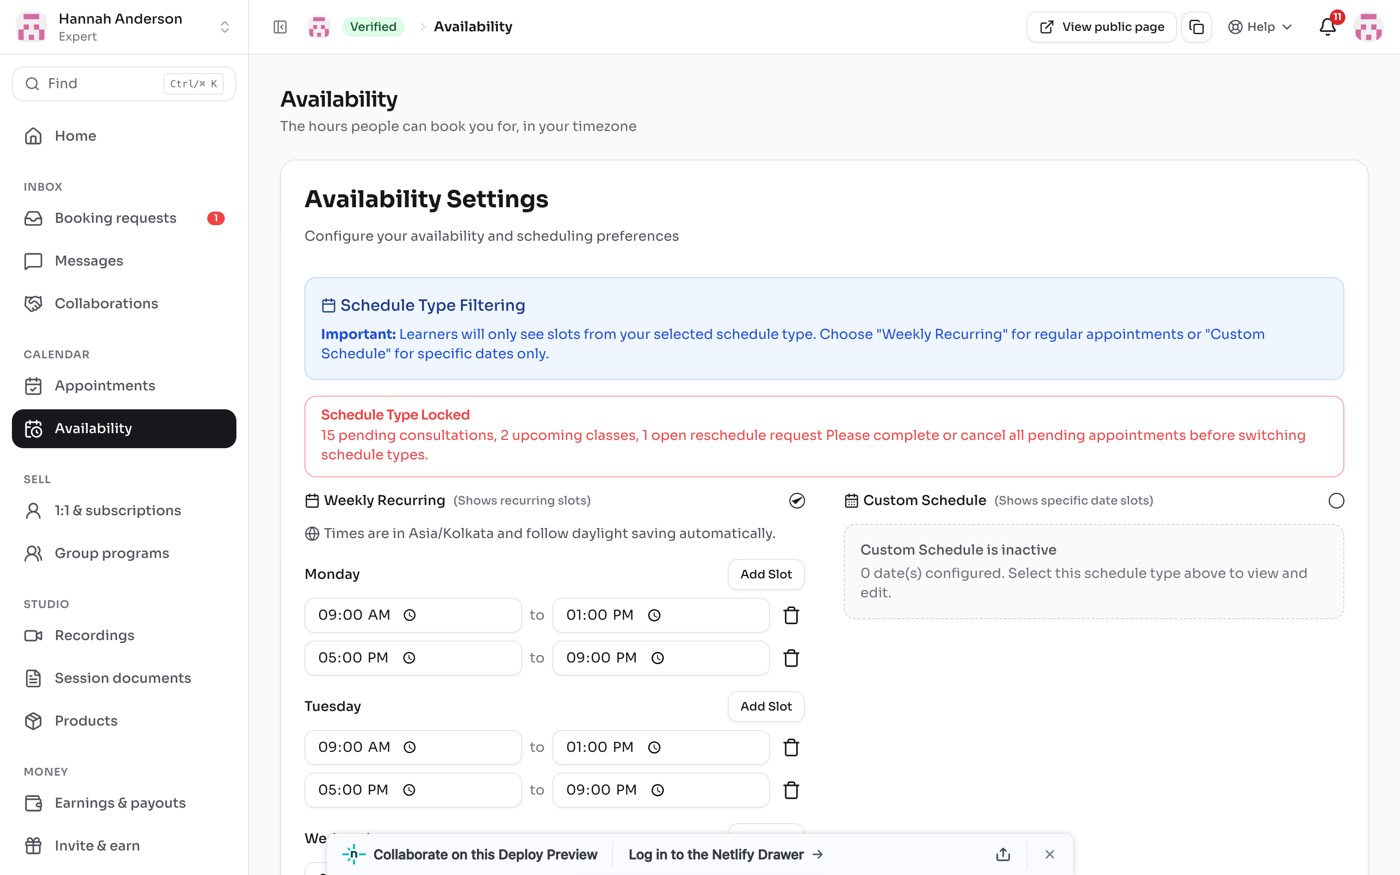 Hannah Anderson
Expert
Verified
Availability
View public page
Help
11
Find
Ctrl/⌘ K
Home
INBOX
Booking requests
1
Messages
Collaborations
CALENDAR
Appointments
Availability
SELL
1:1 & subscriptions
Group programs
STUDIO
Recordings
Session documents
Products
MONEY
Earnings & payouts
Invite & earn
Availability
The hours people can book you for, in your timezone
Availability Settings
Configure your availability and scheduling preferences
Schedule Type Filtering
Important: Learners will only see slots from your selected schedule type. Choose "Weekly Recurring" for regular appointments or "Custom
Schedule" for specific dates only.
Schedule Type Locked
15 pending consultations, 2 upcoming classes, 1 open reschedule request Please complete or cancel all pending appointments before switching
schedule types.
Weekly Recurring (Shows recurring slots)
Times are in Asia/Kolkata and follow daylight saving automatically.
Monday
Add Slot
09:00 AM to 01:00 PM
05:00 PM to 09:00 PM
Tuesday
Add Slot
09:00 AM to 01:00 PM
05:00 PM to 09:00 PM
Custom Schedule (Shows specific date slots)
Custom Schedule is inactive
0 date(s) configured. Select this schedule type above to view and
edit.
Collaborate on this Deploy Preview
Log in to the Netlify Drawer →